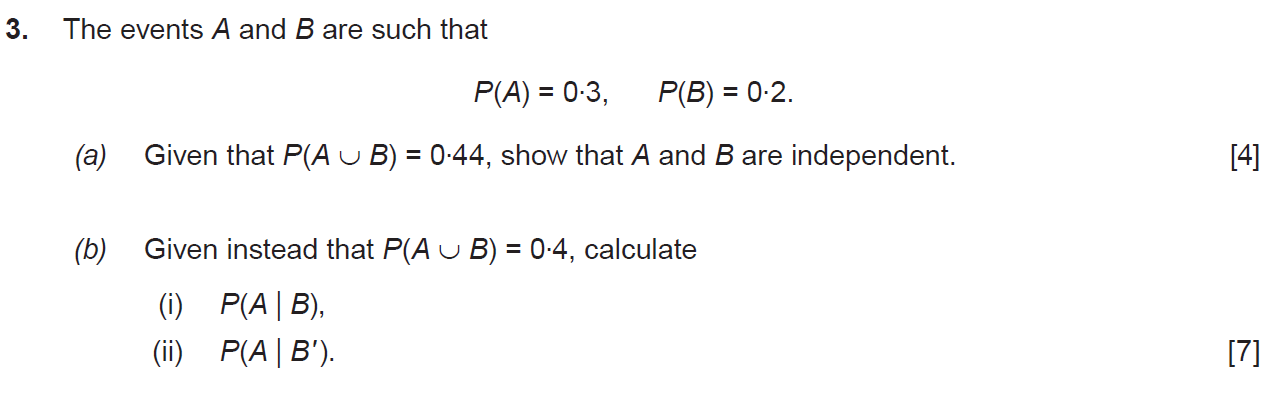 3. The events A and B are such that
P(A) = 0·3, P(B) = 0·2.
(a) Given that P(A ∪ B) = 0·44, show that A and B are independent. [4]
(b) Given instead that P(A ∪ B) = 0·4, calculate
(i) P(A | B),
(ii) P(A | B′). [7]